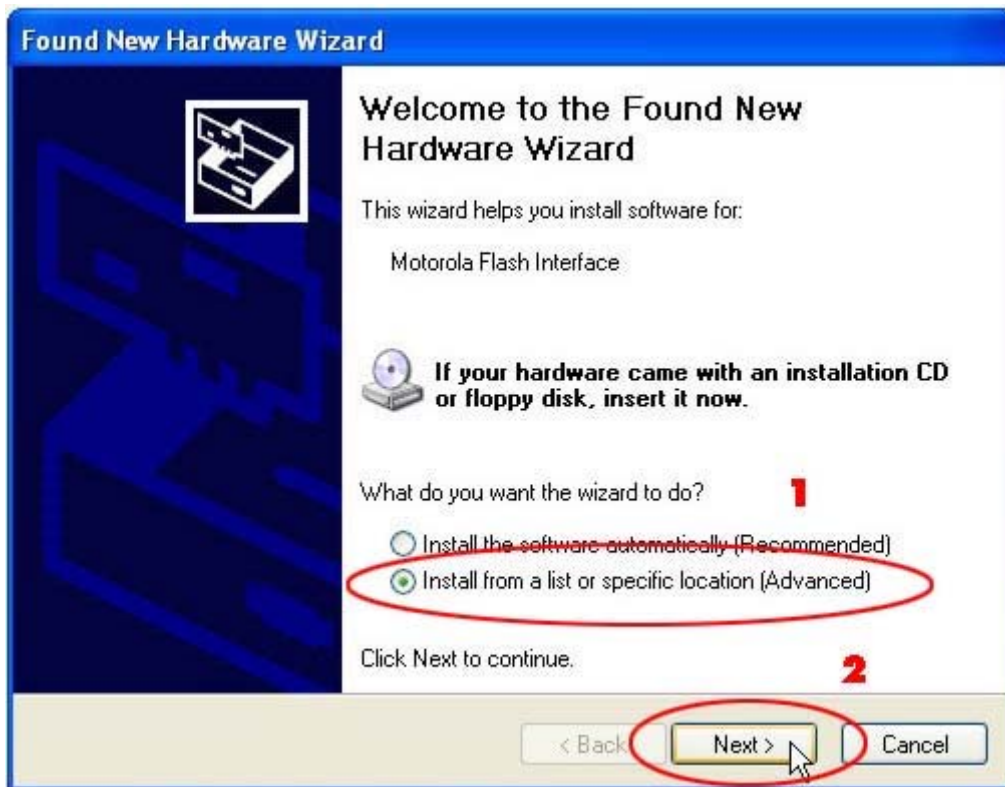 Found New Hardware Wizard
Welcome to the Found New
Hardware Wizard
This wizard helps you install software for:
Motorola Flash Interface
If your hardware came with an installation CD
or floppy disk, insert it now.
What do you want the wizard to do?
1
Install the software automatically (Recommended)
Install from a list or specific location (Advanced)
Click Next to continue.
2
< Back
Next >
Cancel